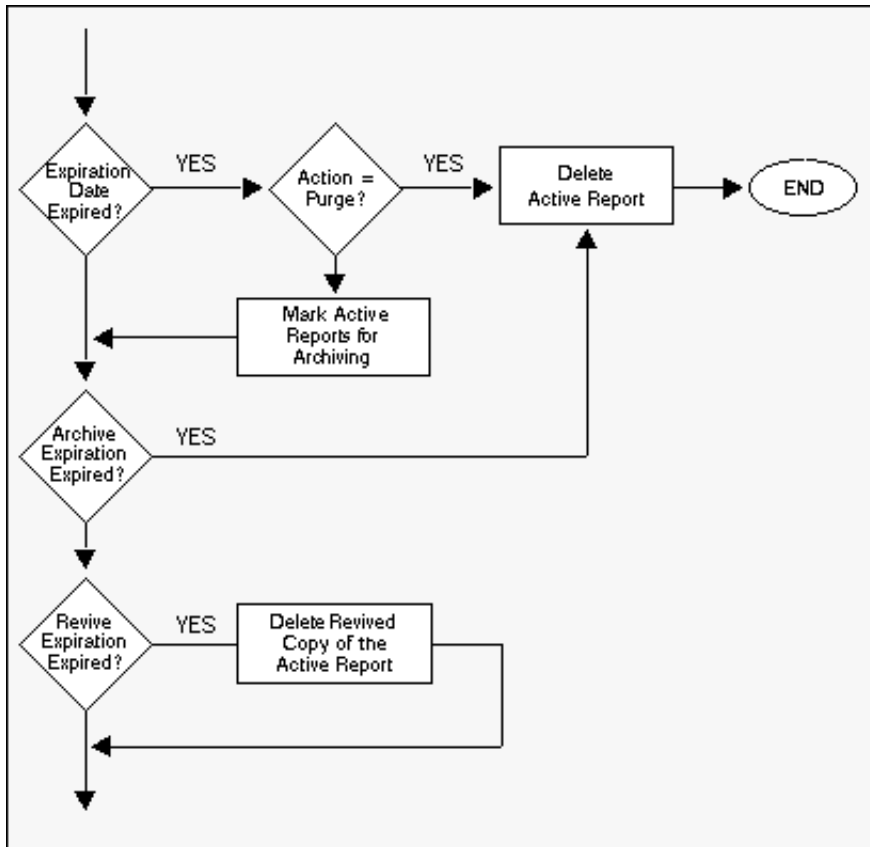 Expiration
Date
Expired?
YES
Action =
Purge?
YES
Delete
Active Report
END
Mark Active
Reports for
Archiving
Archive
Expiration
Expired?
YES
Revive
Expiration
Expired?
YES
Delete Revived
Copy of the
Active Report